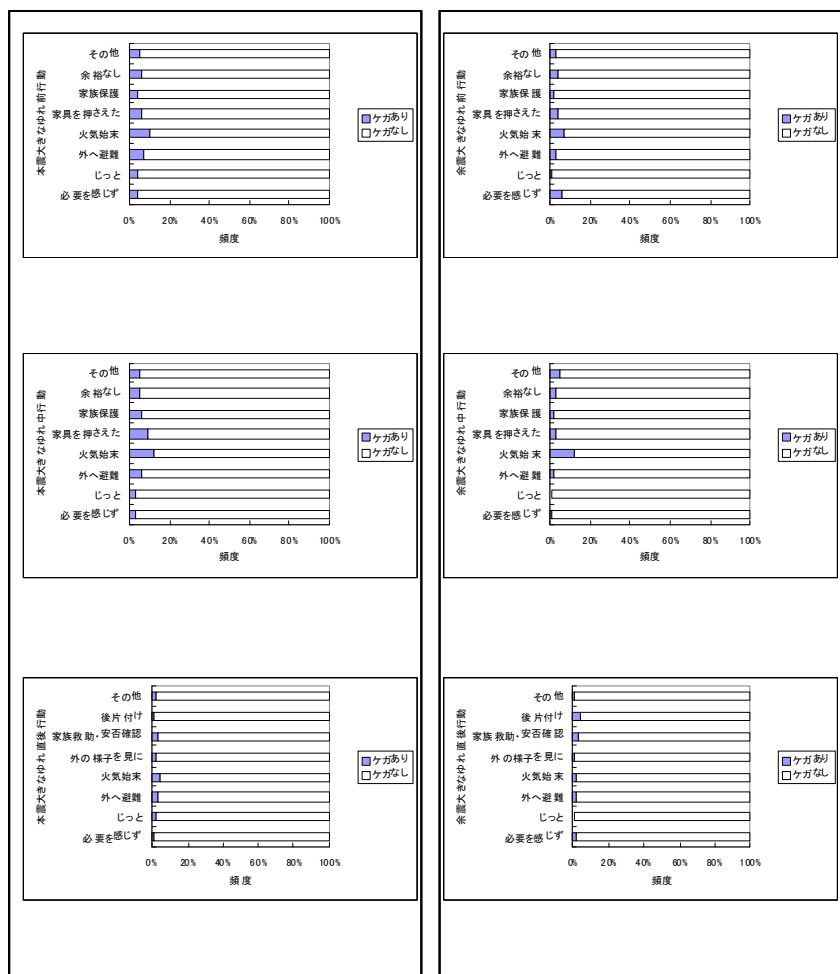 本震大きなゆれ前行動
その他
余裕なし
家族保護
家具を押さえた
火気始末
外へ避難
じっと
必要を感じず
0% 20% 40% 60% 80% 100%
頻度
ケガあり
ケガなし
余震大きなゆれ前行動
その他
余裕なし
家族保護
家具を押さえた
火気始末
外へ避難
じっと
必要を感じず
0% 20% 40% 60% 80% 100%
頻度
ケガあり
ケガなし
本震大きなゆれ中行動
その他
余裕なし
家族保護
家具を押さえた
火気始末
外へ避難
じっと
必要を感じず
0% 20% 40% 60% 80% 100%
頻度
ケガあり
ケガなし
余震大きなゆれ中行動
その他
余裕なし
家族保護
家具を押さえた
火気始末
外へ避難
じっと
必要を感じず
0% 20% 40% 60% 80% 100%
頻度
ケガあり
ケガなし
本震大きなゆれ直後行動
その他
後片付け
家族救助・安否確認
外の様子を見に
火気始末
外へ避難
じっと
必要を感じず
0% 20% 40% 60% 80% 100%
頻度
ケガあり
ケガなし
余震大きなゆれ直後行動
その他
後片付け
家族救助・安否確認
外の様子を見に
火気始末
外へ避難
じっと
必要を感じず
0% 20% 40% 60% 80% 100%
頻度
ケガあり
ケガなし